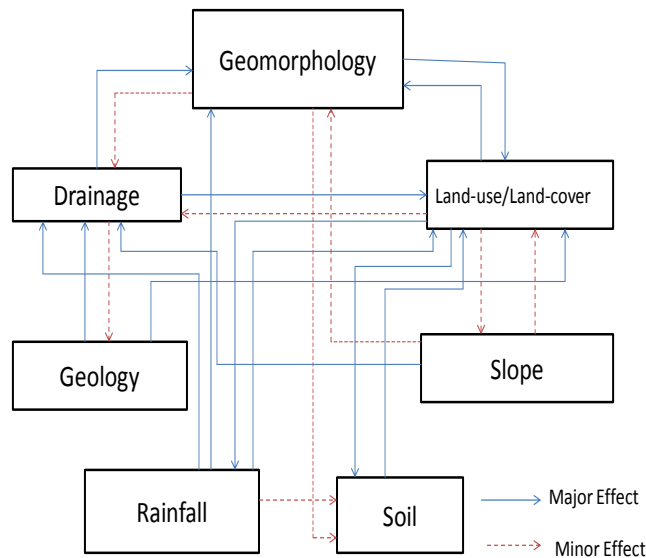 Geomorphology
Drainage
Land-use/Land-cover
Geology
Slope
Rainfall
Soil
Major Effect
Minor Effect